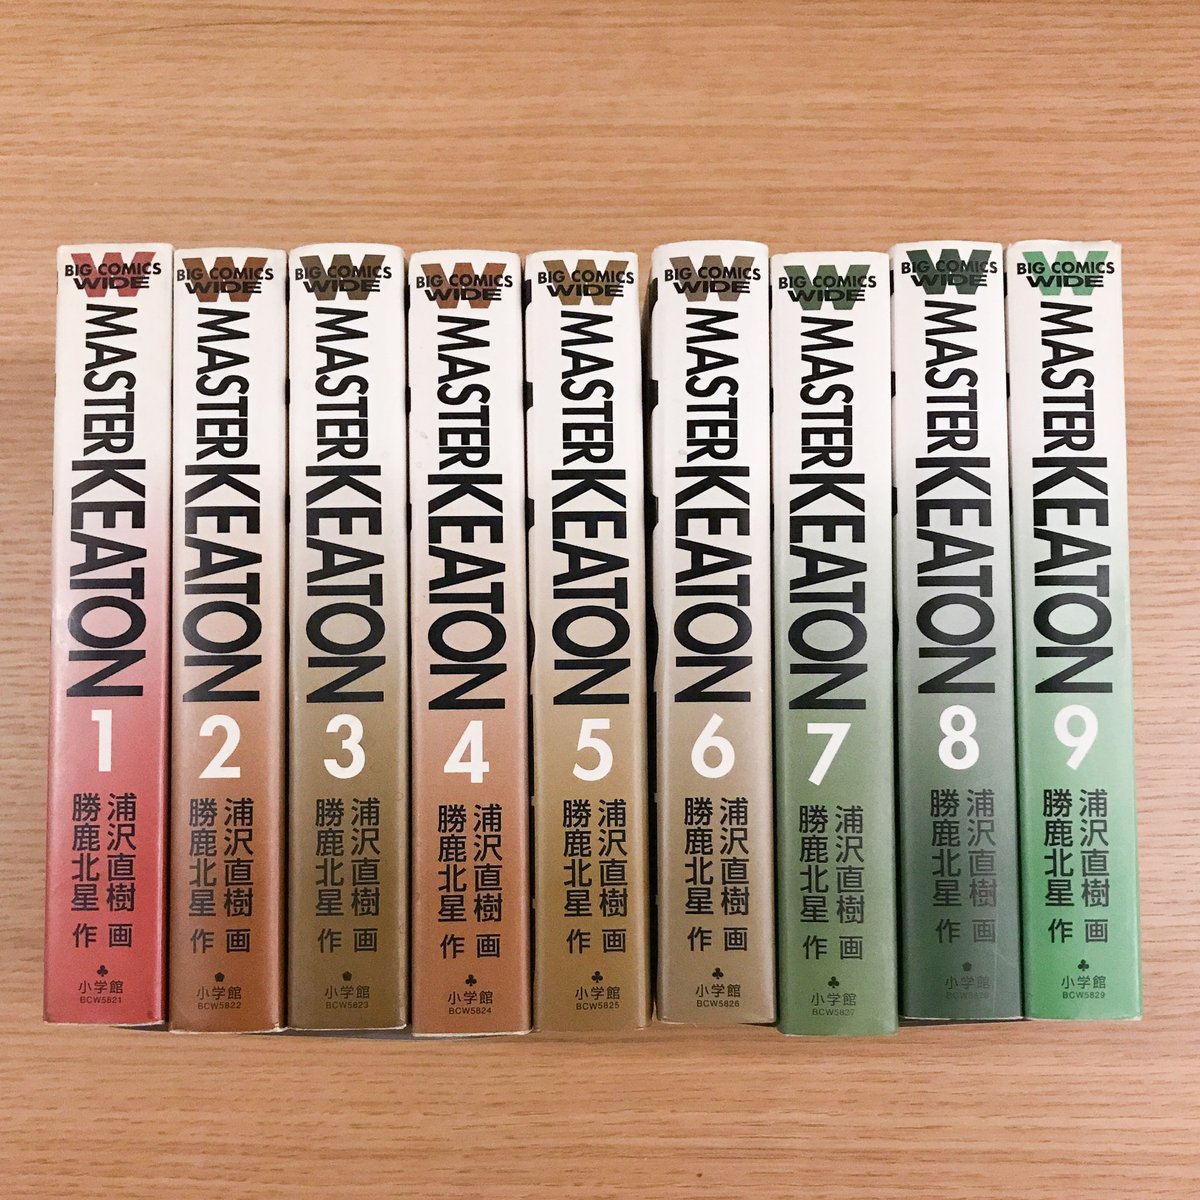 BIG COMICS
WIDE
MASTER KEATON
1
浦沢直樹 画
勝鹿北星 作
小学館
BCW5821
BIG COMICS
WIDE
MASTER KEATON
2
浦沢直樹 画
勝鹿北星 作
小学館
BCW5822
BIG COMICS
WIDE
MASTER KEATON
3
浦沢直樹 画
勝鹿北星 作
小学館
BCW5823
BIG COMICS
WIDE
MASTER KEATON
4
浦沢直樹 画
勝鹿北星 作
小学館
BCW5824
BIG COMICS
WIDE
MASTER KEATON
5
浦沢直樹 画
勝鹿北星 作
小学館
BCW5825
BIG COMICS
WIDE
MASTER KEATON
6
浦沢直樹 画
勝鹿北星 作
小学館
BCW5826
BIG COMICS
WIDE
MASTER KEATON
7
浦沢直樹 画
勝鹿北星 作
小学館
BCW5827
BIG COMICS
WIDE
MASTER KEATON
8
浦沢直樹 画
勝鹿北星 作
小学館
BIG COMICS
WIDE
MASTER KEATON
9
浦沢直樹 画
勝鹿北星 作
小学館
BCW5829